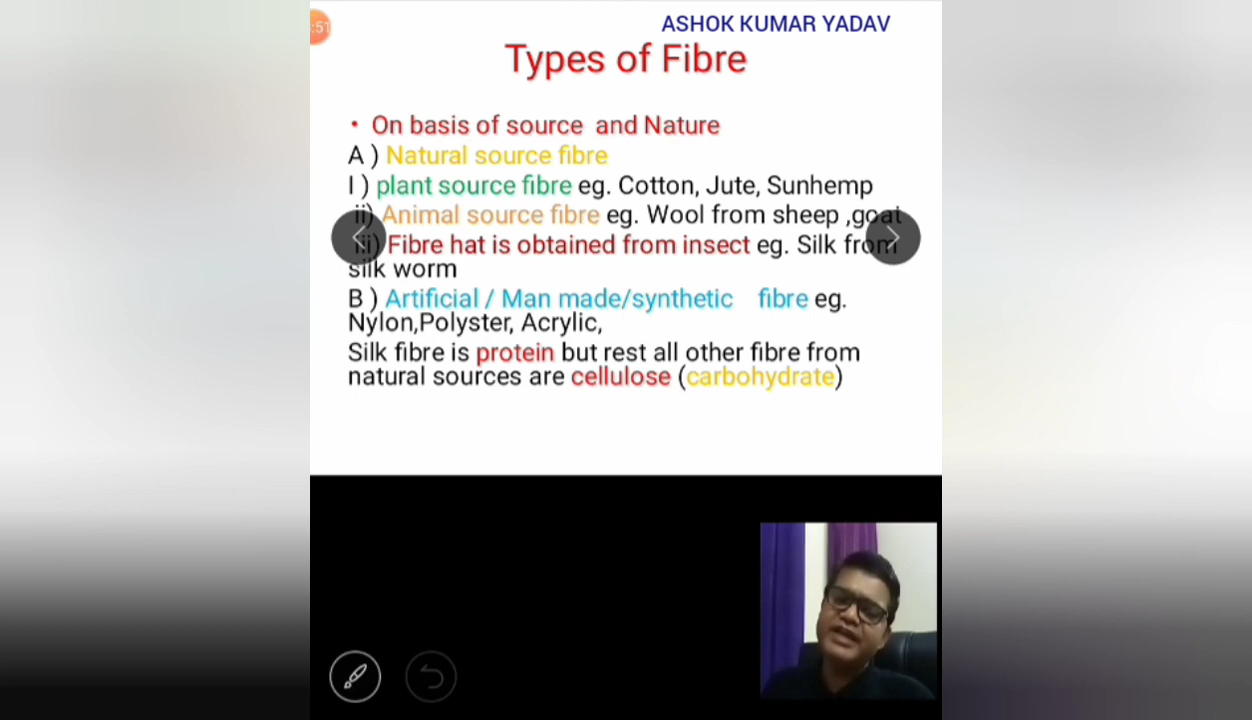 :51
ASHOK KUMAR YADAV
Types of Fibre
• On basis of source and Nature
A ) Natural source fibre
I ) plant source fibre eg. Cotton, Jute, Sunhemp
ii) Animal source fibre eg. Wool from sheep ,goat
iii) Fibre hat is obtained from insect eg. Silk from
silk worm
B ) Artificial / Man made/synthetic fibre eg.
Nylon,Polyster, Acrylic,
Silk fibre is protein but rest all other fibre from
natural sources are cellulose (carbohydrate)